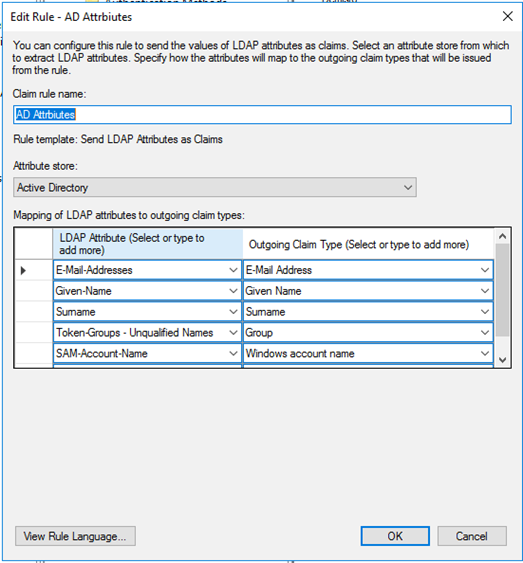 Edit Rule - AD Attrbiutes
You can configure this rule to send the values of LDAP attributes as claims. Select an attribute store from which
to extract LDAP attributes. Specify how the attributes will map to the outgoing claim types that will be issued
from the rule.
Claim rule name:
AD Attrbiutes
Rule template: Send LDAP Attributes as Claims
Attribute store:
Active Directory
Mapping of LDAP attributes to outgoing claim types:
LDAP Attribute (Select or type to
add more)
Outgoing Claim Type (Select or type to add more)
E-Mail-Addresses E-Mail Address
Given-Name Given Name
Surname Surname
Token-Groups - Unqualified Names Group
SAM-Account-Name Windows account name
View Rule Language... OK Cancel